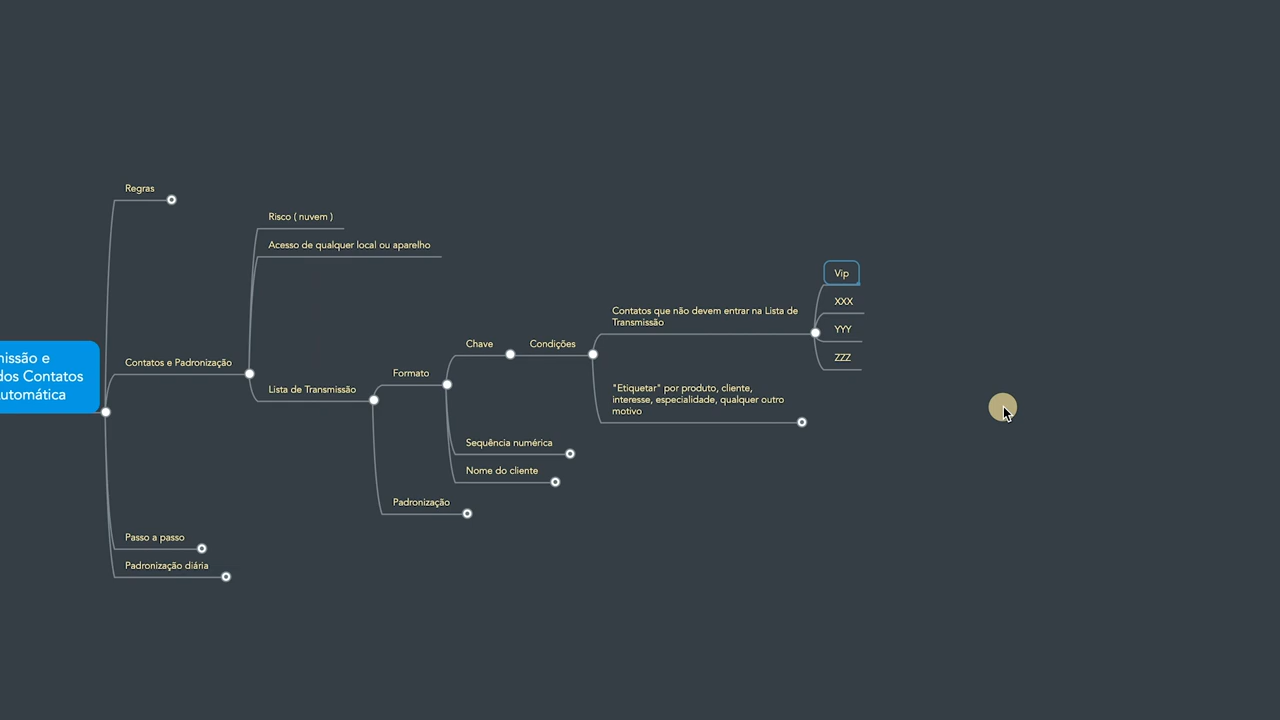 missão e
dos Contatos
Automática
Regras
Contatos e Padronização
Risco ( nuvem )
Acesso de qualquer local ou aparelho
Lista de Transmissão
Formato
Chave
Condições
Contatos que não devem entrar na Lista de
Transmissão
Vip
XXX
YYY
ZZZ
"Etiquetar" por produto, cliente,
interesse, especialidade, qualquer outro
motivo
Sequência numérica
Nome do cliente
Padronização
Passo a passo
Padronização diária